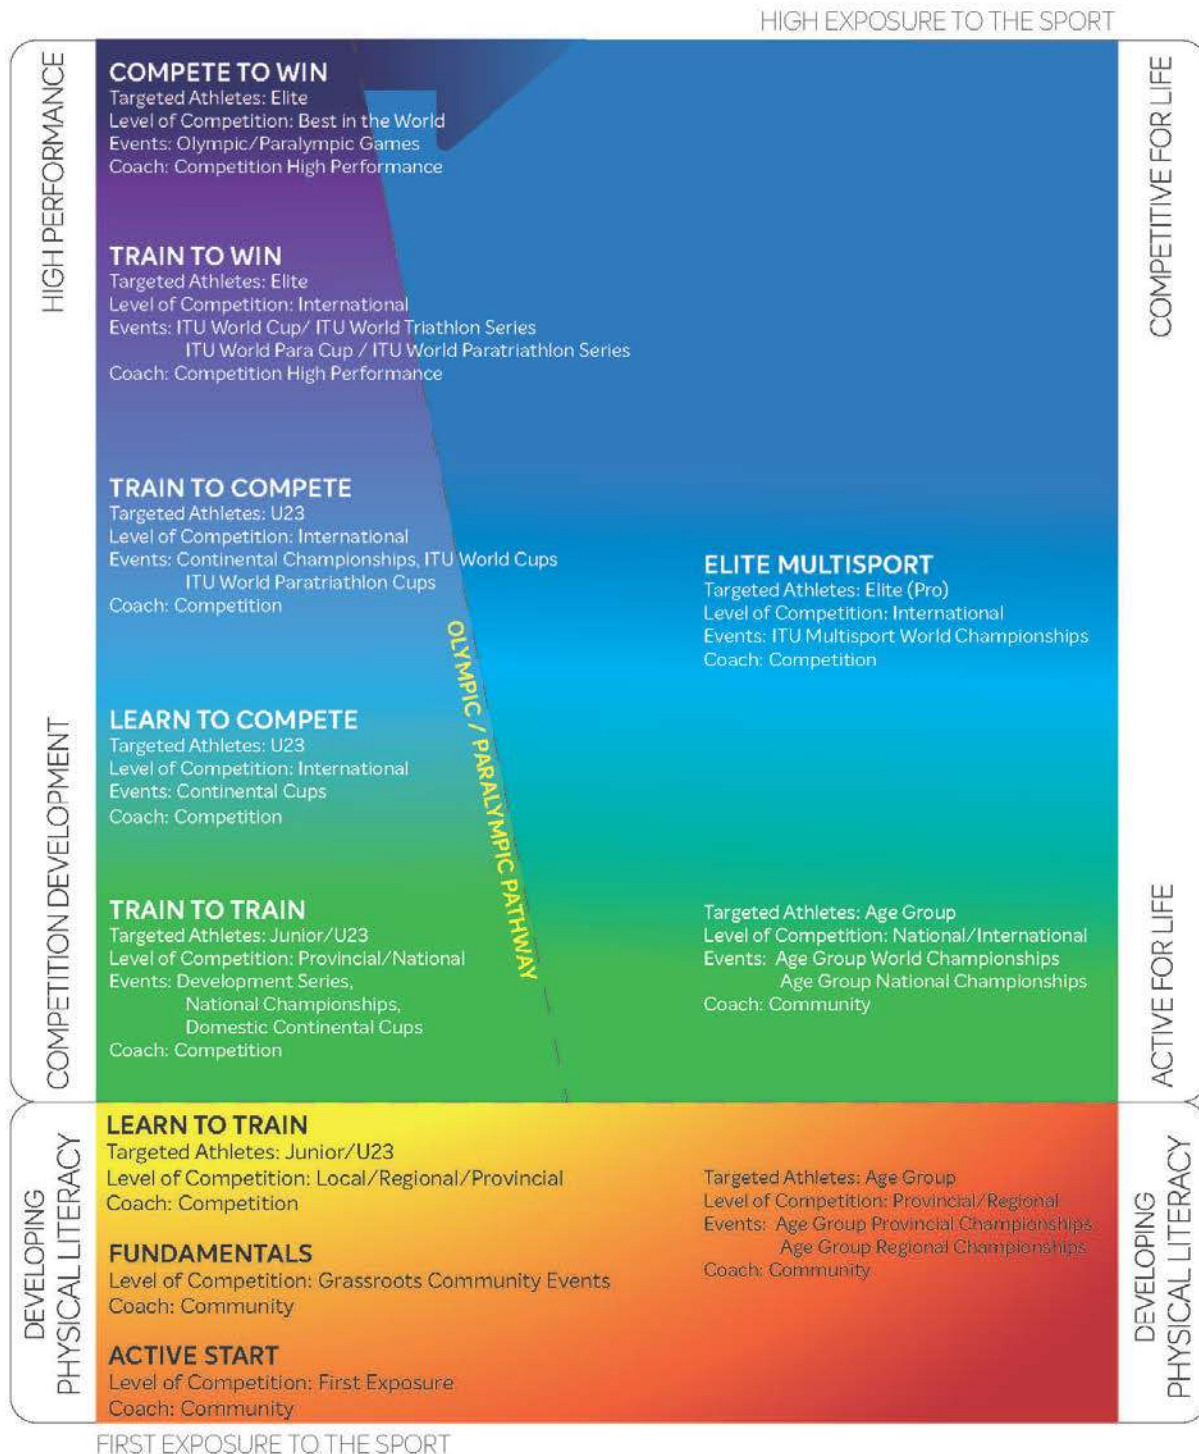 HIGH EXPOSURE TO THE SPORT
HIGH PERFORMANCE
COMPETITION DEVELOPMENT
DEVELOPING
PHYSICAL LITERACY
COMPETE TO WIN
Targeted Athletes: Elite
Level of Competition: Best in the World
Events: Olympic/Paralympic Games
Coach: Competition High Performance
TRAIN TO WIN
Targeted Athletes: Elite
Level of Competition: International
Events: ITU World Cup/ ITU World Triathlon Series
ITU World Para Cup / ITU World Paratriathlon Series
Coach: Competition High Performance
TRAIN TO COMPETE
Targeted Athletes: U23
Level of Competition: International
Events: Continental Championships, ITU World Cups
ITU World Paratriathlon Cups
Coach: Competition
LEARN TO COMPETE
Targeted Athletes: U23
Level of Competition: International
Events: Continental Cups
Coach: Competition
TRAIN TO TRAIN
Targeted Athletes: Junior/U23
Level of Competition: Provincial/National
Events: Development Series,
National Championships,
Domestic Continental Cups
Coach: Competition
OLYMPIC / PARALYMPIC PATHWAY
ELITE MULTISPORT
Targeted Athletes: Elite (Pro)
Level of Competition: International
Events: ITU Multisport World Championships
Coach: Competition
Targeted Athletes: Age Group
Level of Competition: National/International
Events: Age Group World Championships
Age Group National Championships
Coach: Community
LEARN TO TRAIN
Targeted Athletes: Junior/U23
Level of Competition: Local/Regional/Provincial
Coach: Competition
FUNDAMENTALS
Level of Competition: Grassroots Community Events
Coach: Community
ACTIVE START
Level of Competition: First Exposure
Coach: Community
Targeted Athletes: Age Group
Level of Competition: Provincial/Regional
Events: Age Group Provincial Championships
Age Group Regional Championships
Coach: Community
COMPETITIVE FOR LIFE
ACTIVE FOR LIFE
DEVELOPING
PHYSICAL LITERACY
FIRST EXPOSURE TO THE SPORT